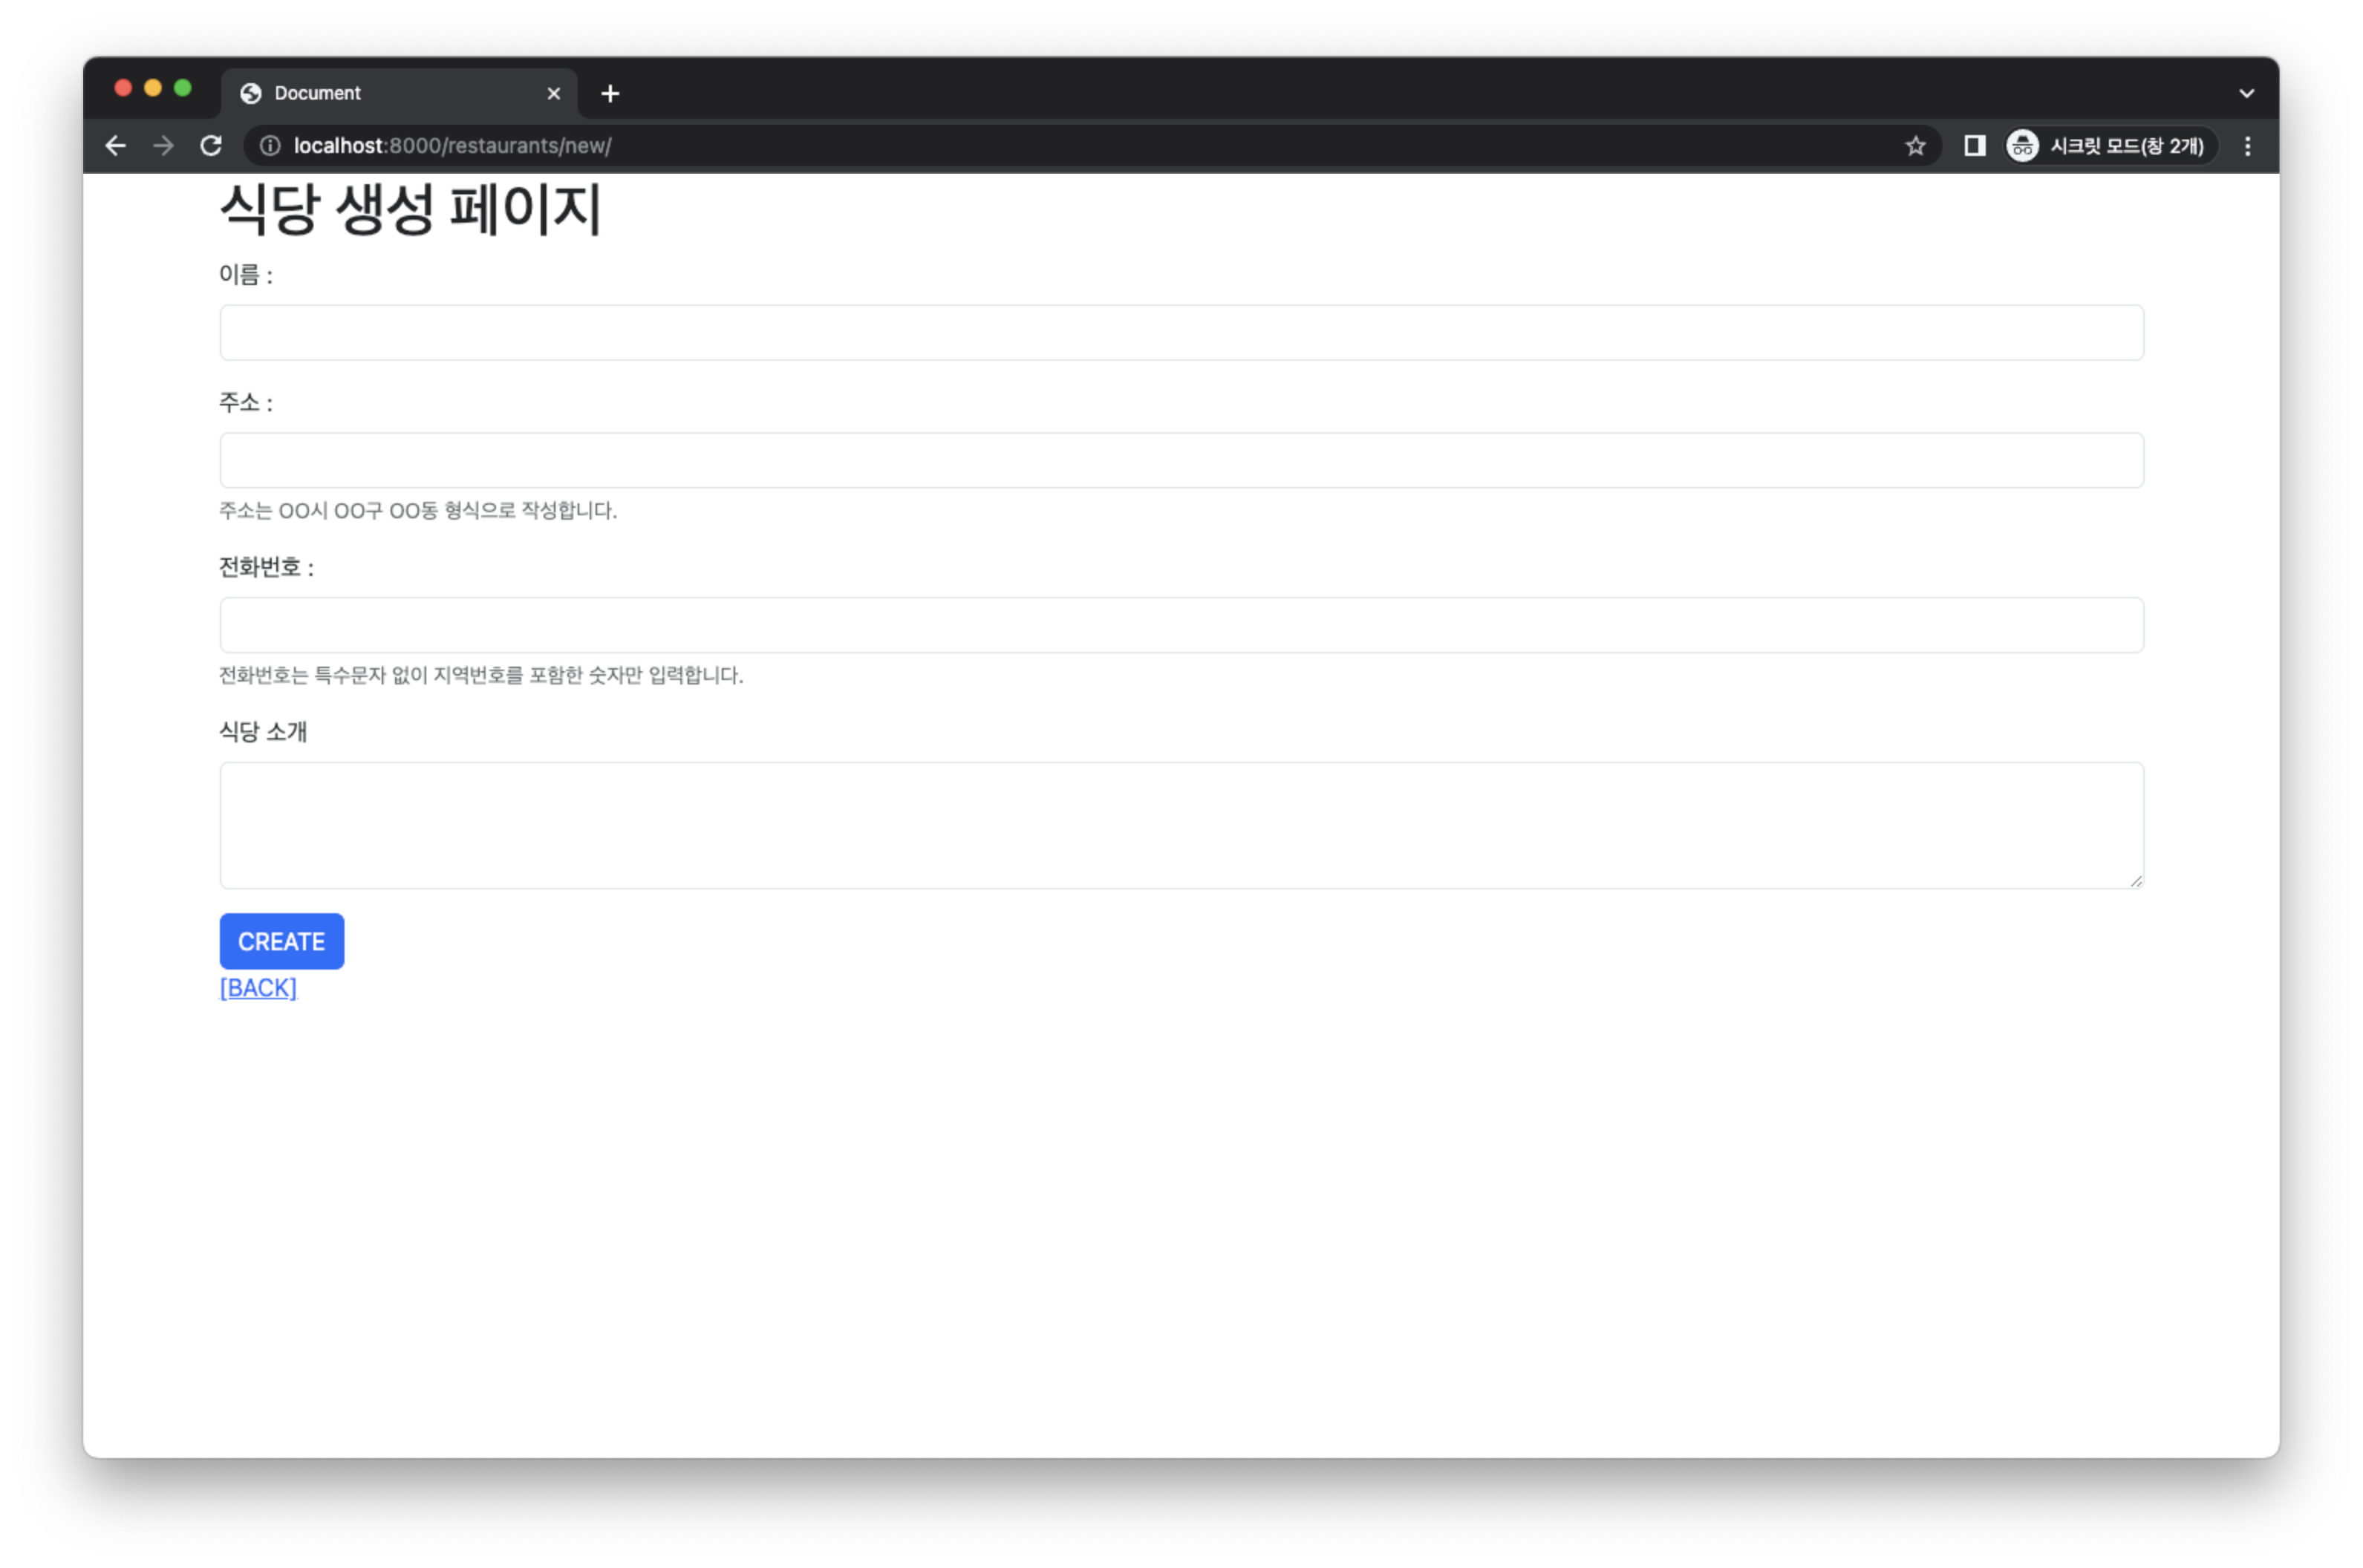 Document
localhost:8000/restaurants/new/
시크릿 모드(창 2개)
식당 생성 페이지
이름 :
주소 :
주소는 OO시 OO구 OO동 형식으로 작성합니다.
전화번호 :
전화번호는 특수문자 없이 지역번호를 포함한 숫자만 입력합니다.
식당 소개
CREATE
[BACK]